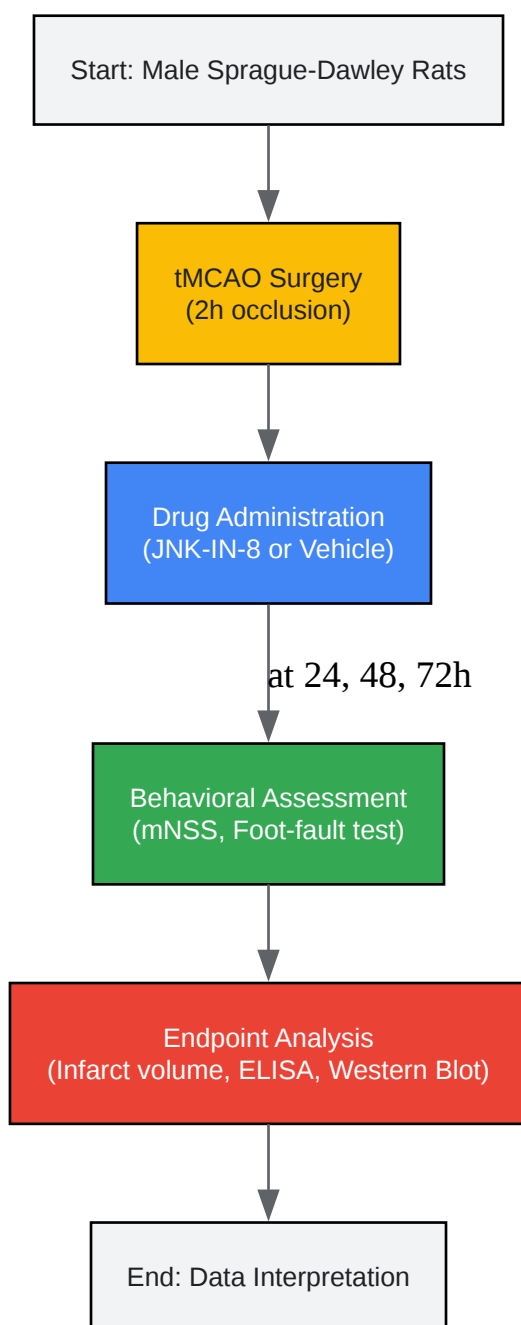 Start: Male Sprague-Dawley Rats
tMCAO Surgery
(2h occlusion)
Drug Administration
(JNK-IN-8 or Vehicle)
at 24, 48, 72h
Behavioral Assessment
(mNSS, Foot-fault test)
Endpoint Analysis
(Infarct volume, ELISA, Western Blot)
End: Data Interpretation